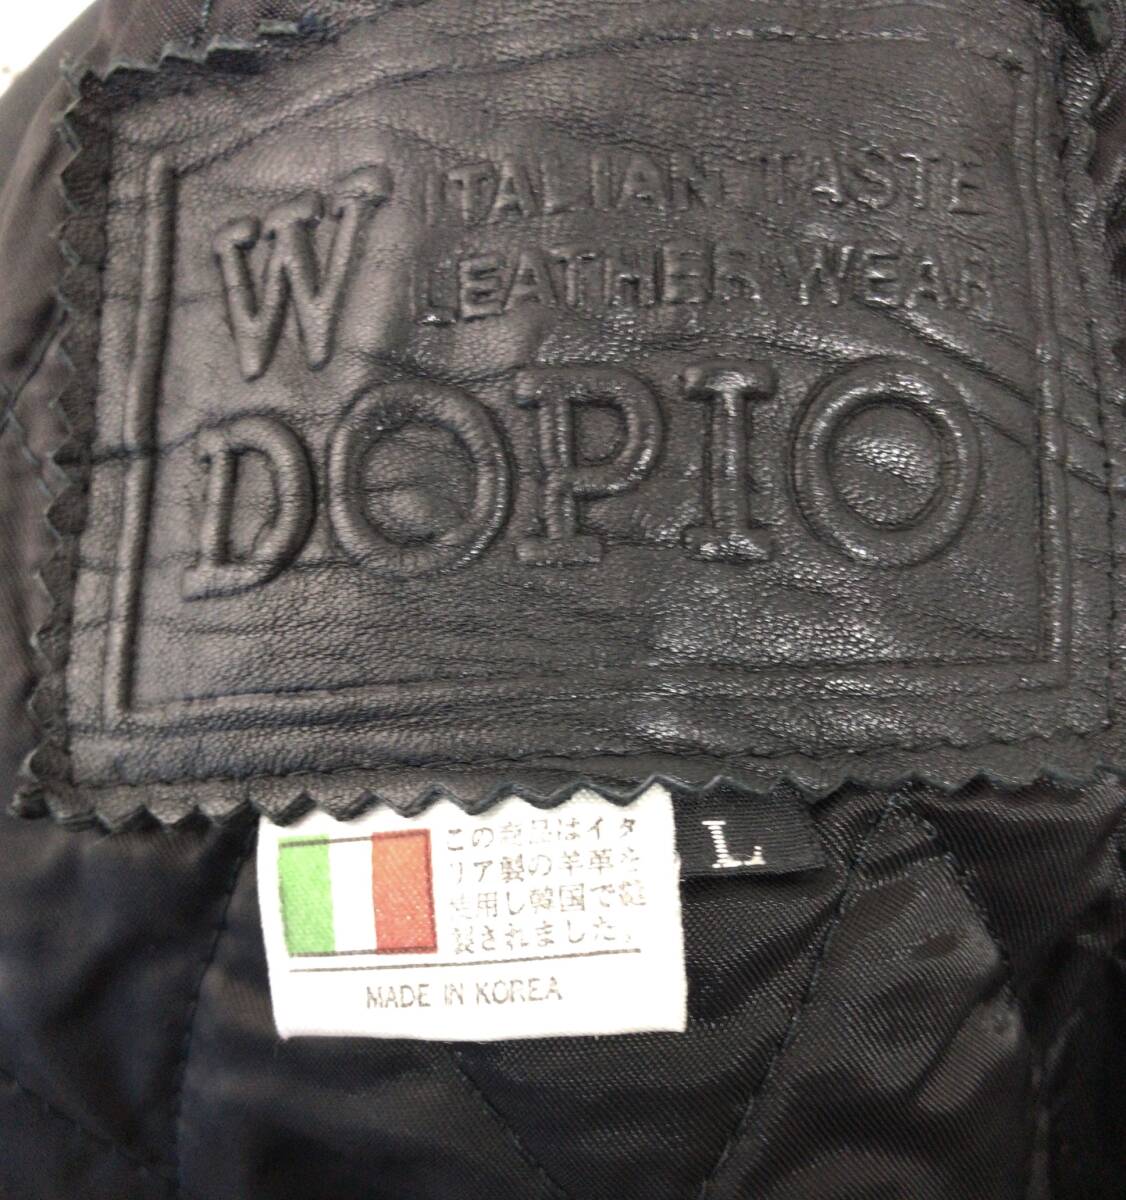 W ITALIAN TASTE
LEATHER WEAR
DOPIO
L
この商品はイタ
リア製の羊革を
使用し韓国で縫
製されました。
MADE IN KOREA